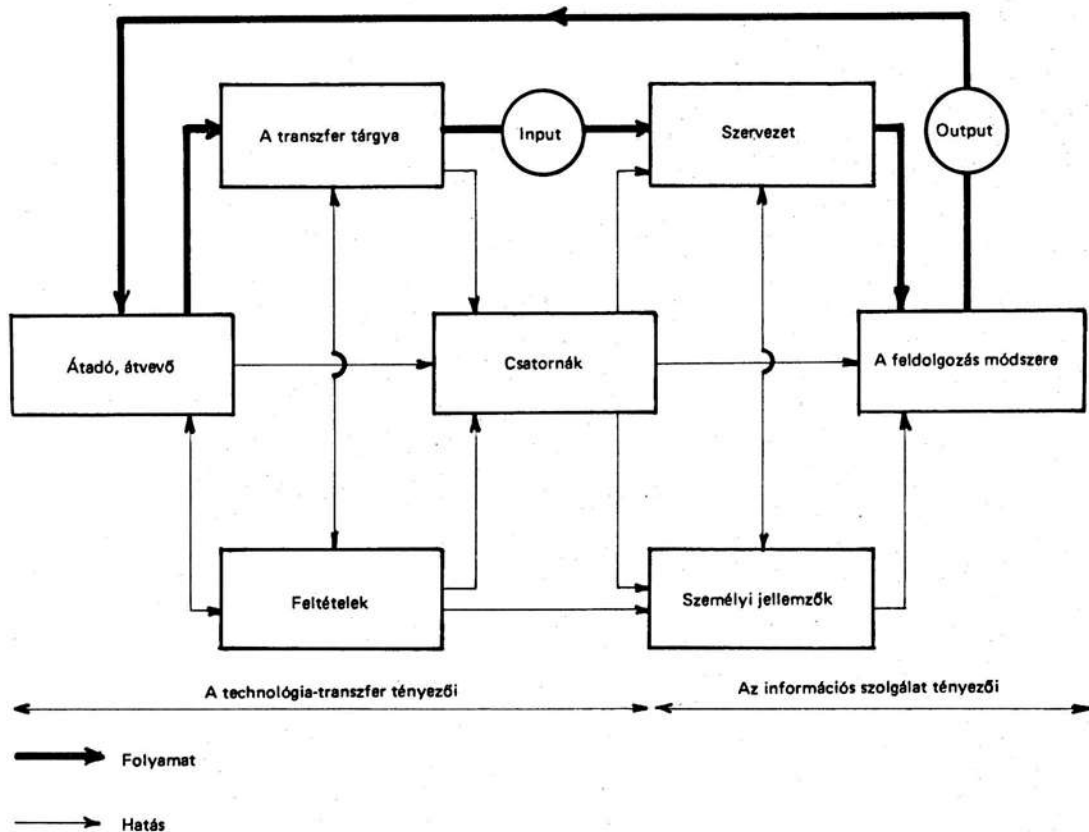 A transzfer tárgya
Input
Szervezet
Output
Átadó, átvevő
Csatornák
A feldolgozás módszere
Feltételek
Személyi jellemzők
A technológia-transzfer tényezői
Az információs szolgálat tényezői
Folyamat
Hatás